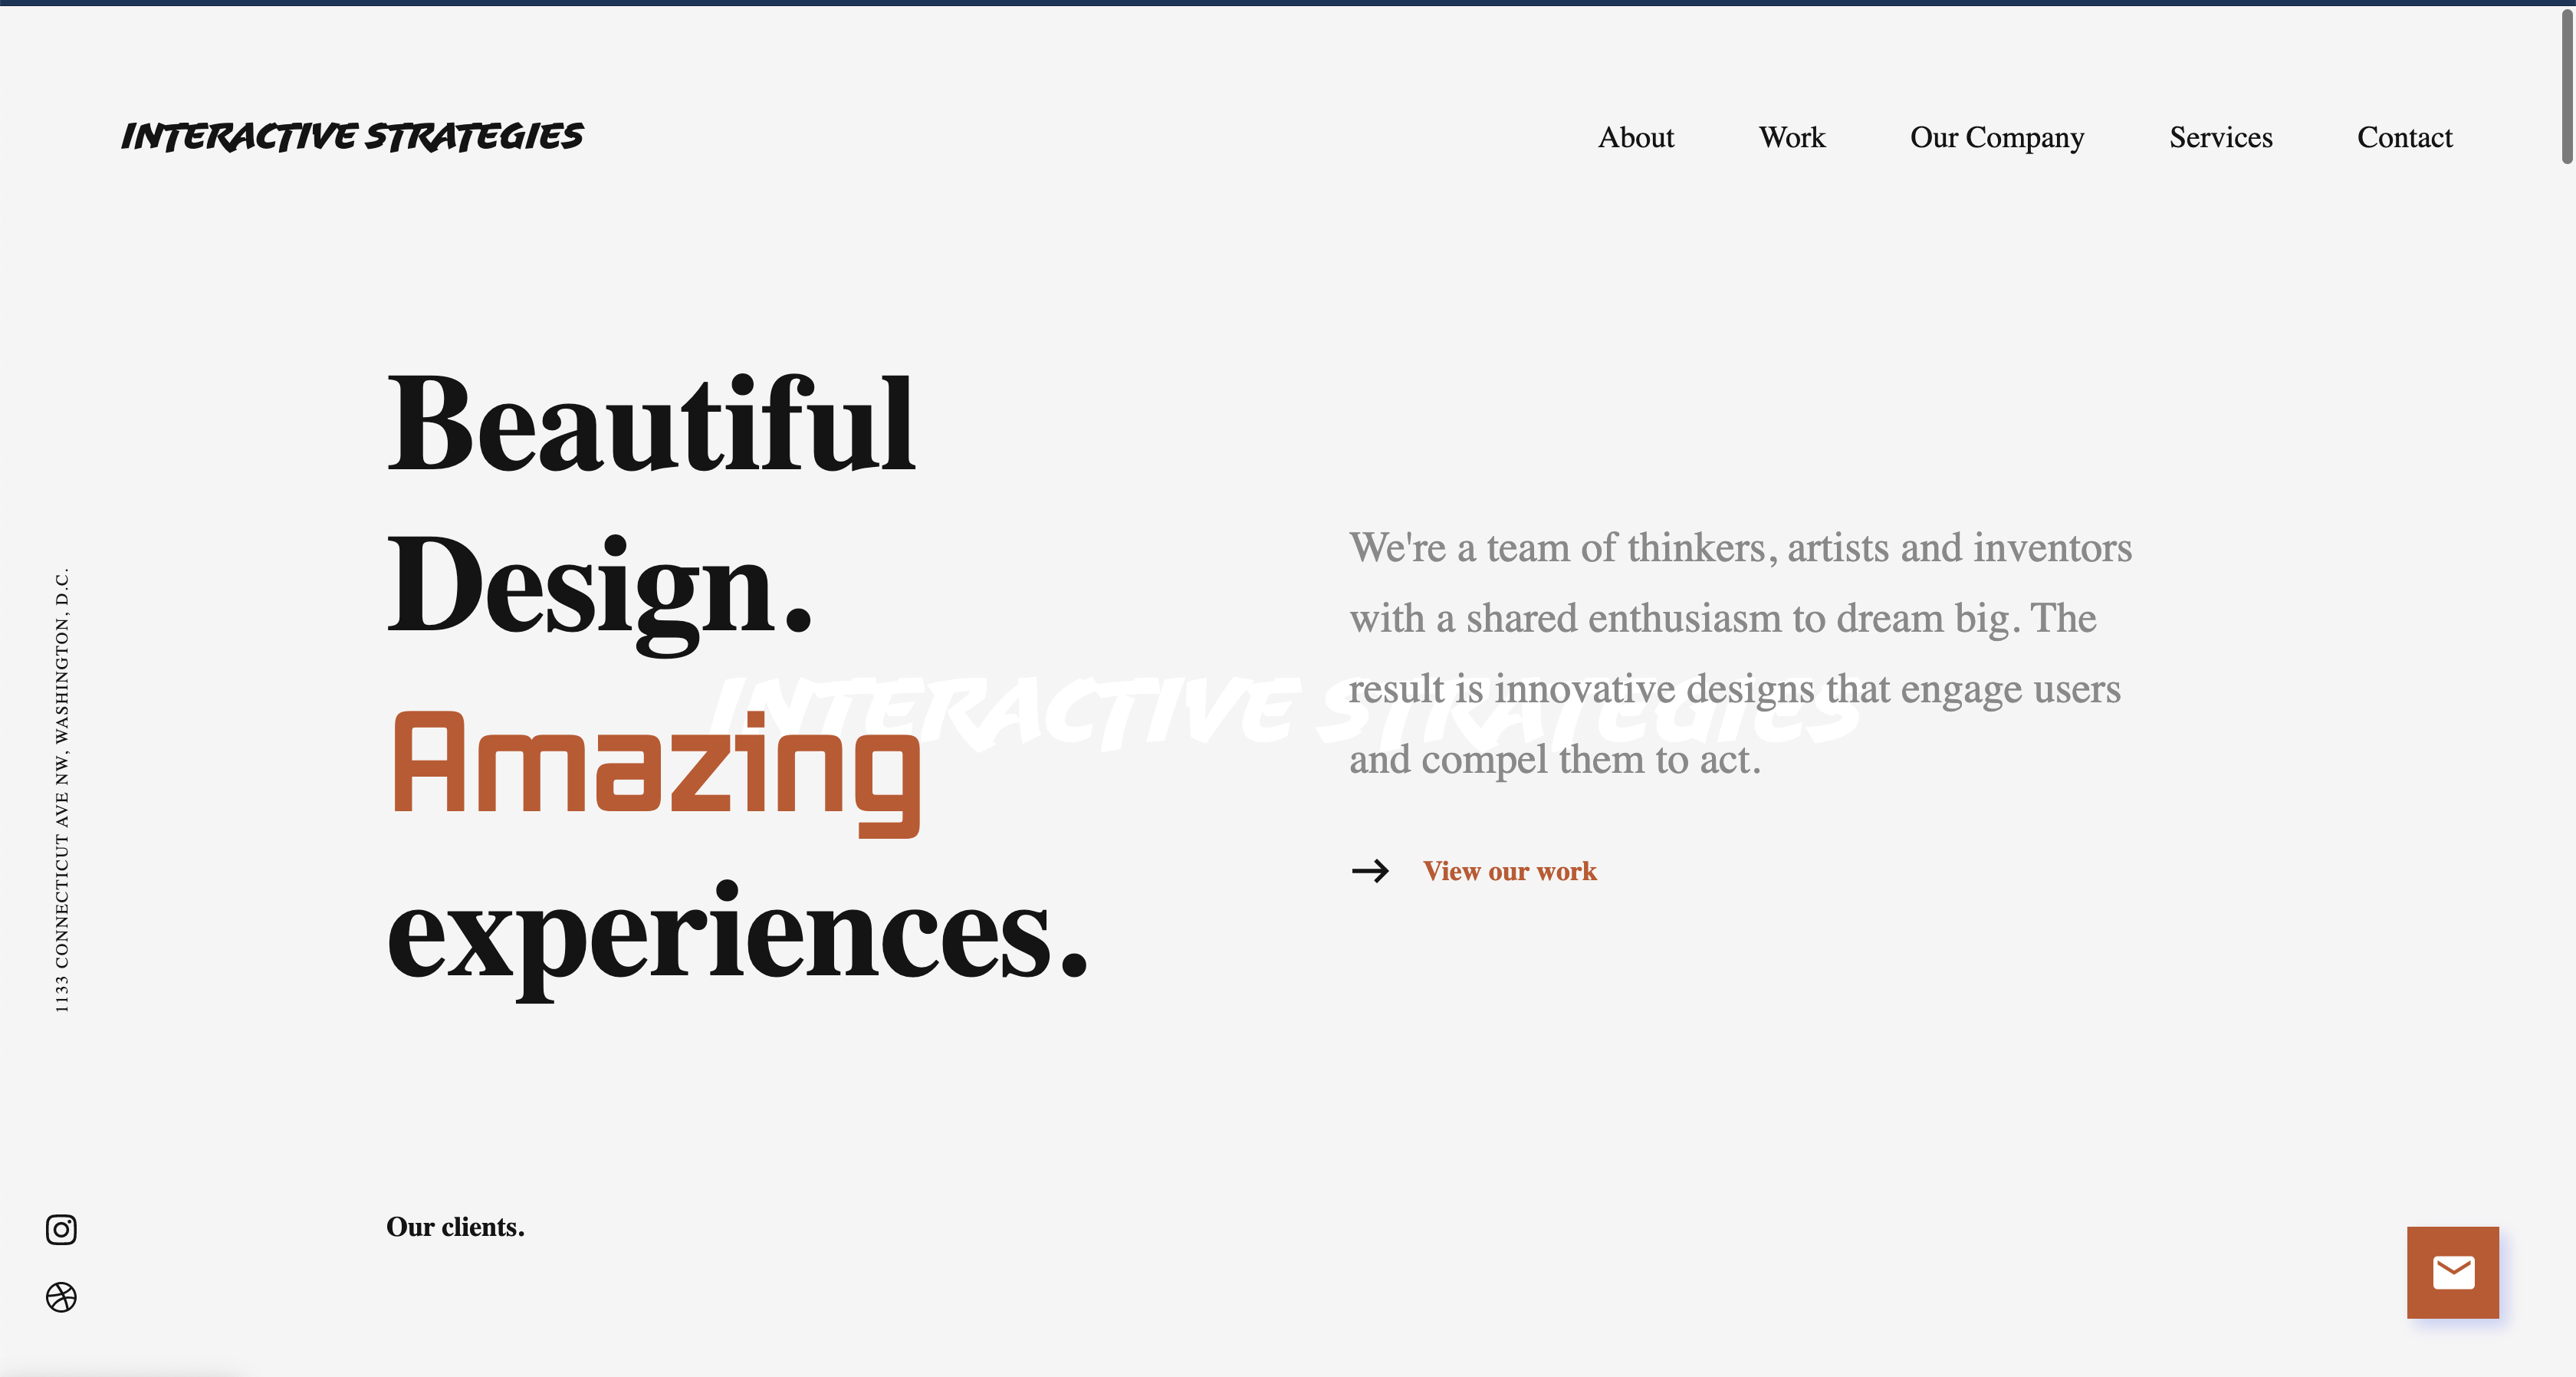 INTERACTIVE STRATEGIES
About
Work
Our Company
Services
Contact
Beautiful
Design.
Amazing
experiences.
INTERACTIVE STRATEGIES
We're a team of thinkers, artists and inventors
with a shared enthusiasm to dream big. The
result is innovative designs that engage users
and compel them to act.
View our work
1133 CONNECTICUT AVE NW, WASHINGTON, D.C.
Our clients.